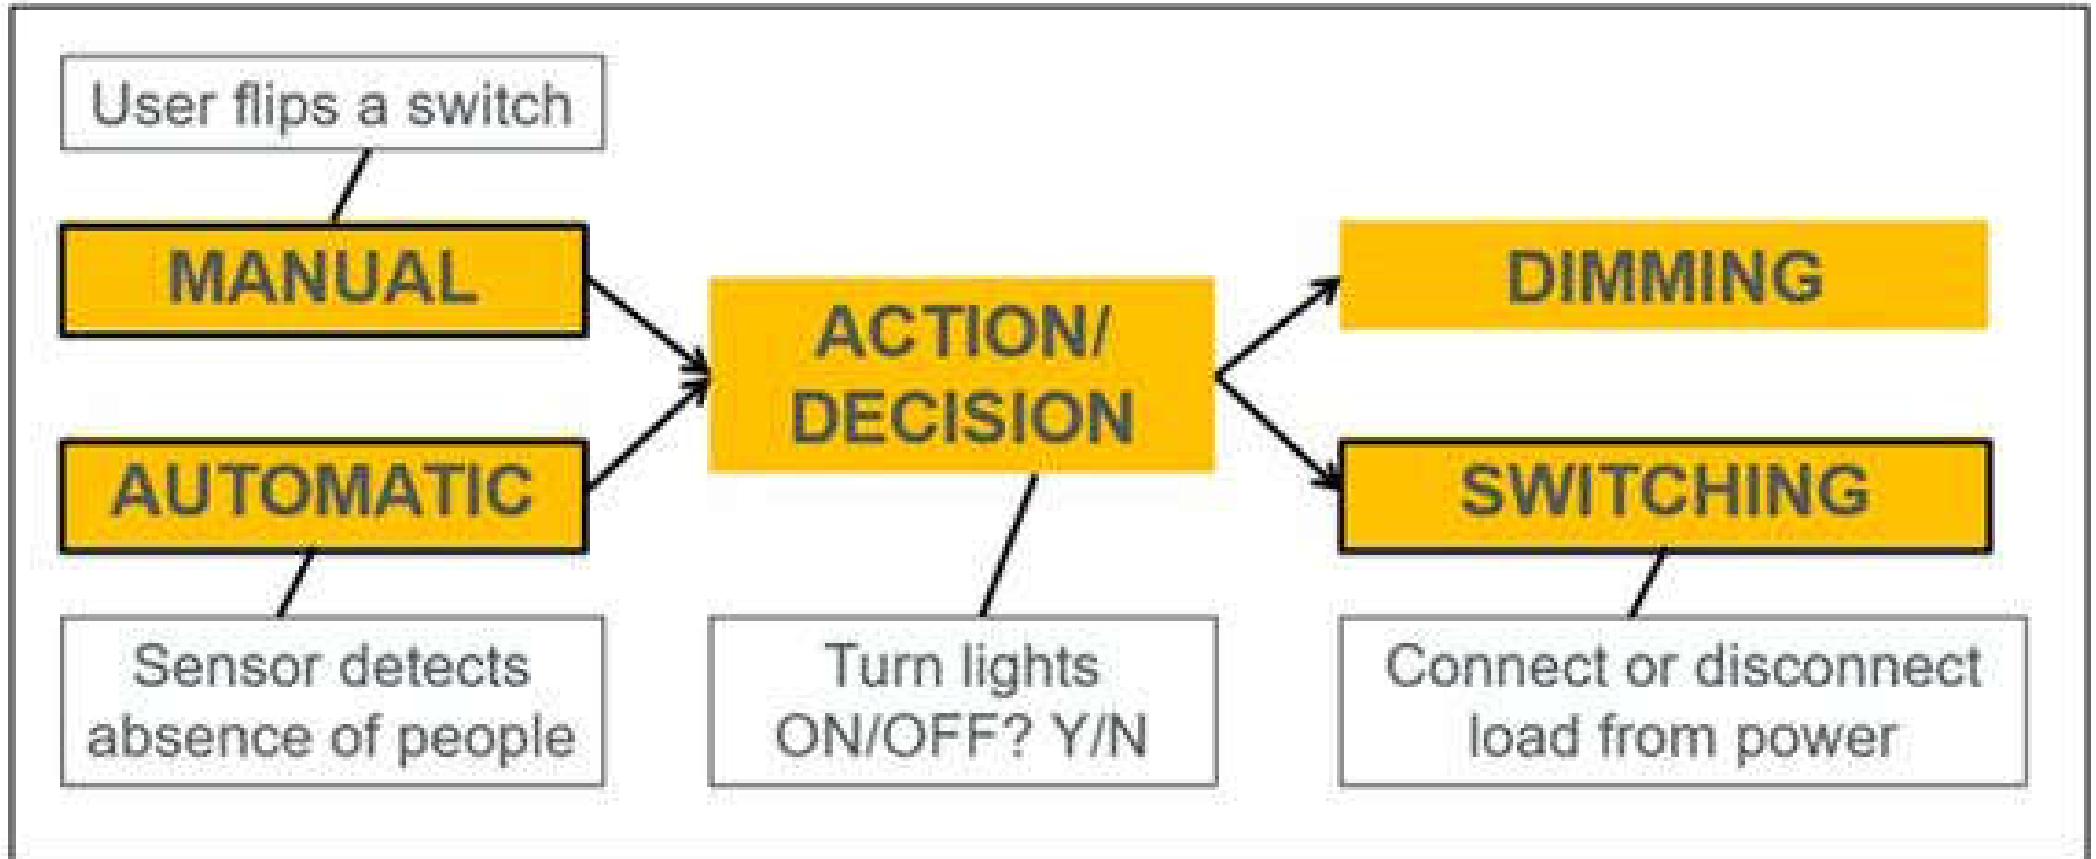 User flips a switch
MANUAL
AUTOMATIC
Sensor detects
absence of people
ACTION/
DECISION
Turn lights
ON/OFF? Y/N
DIMMING
SWITCHING
Connect or disconnect
load from power